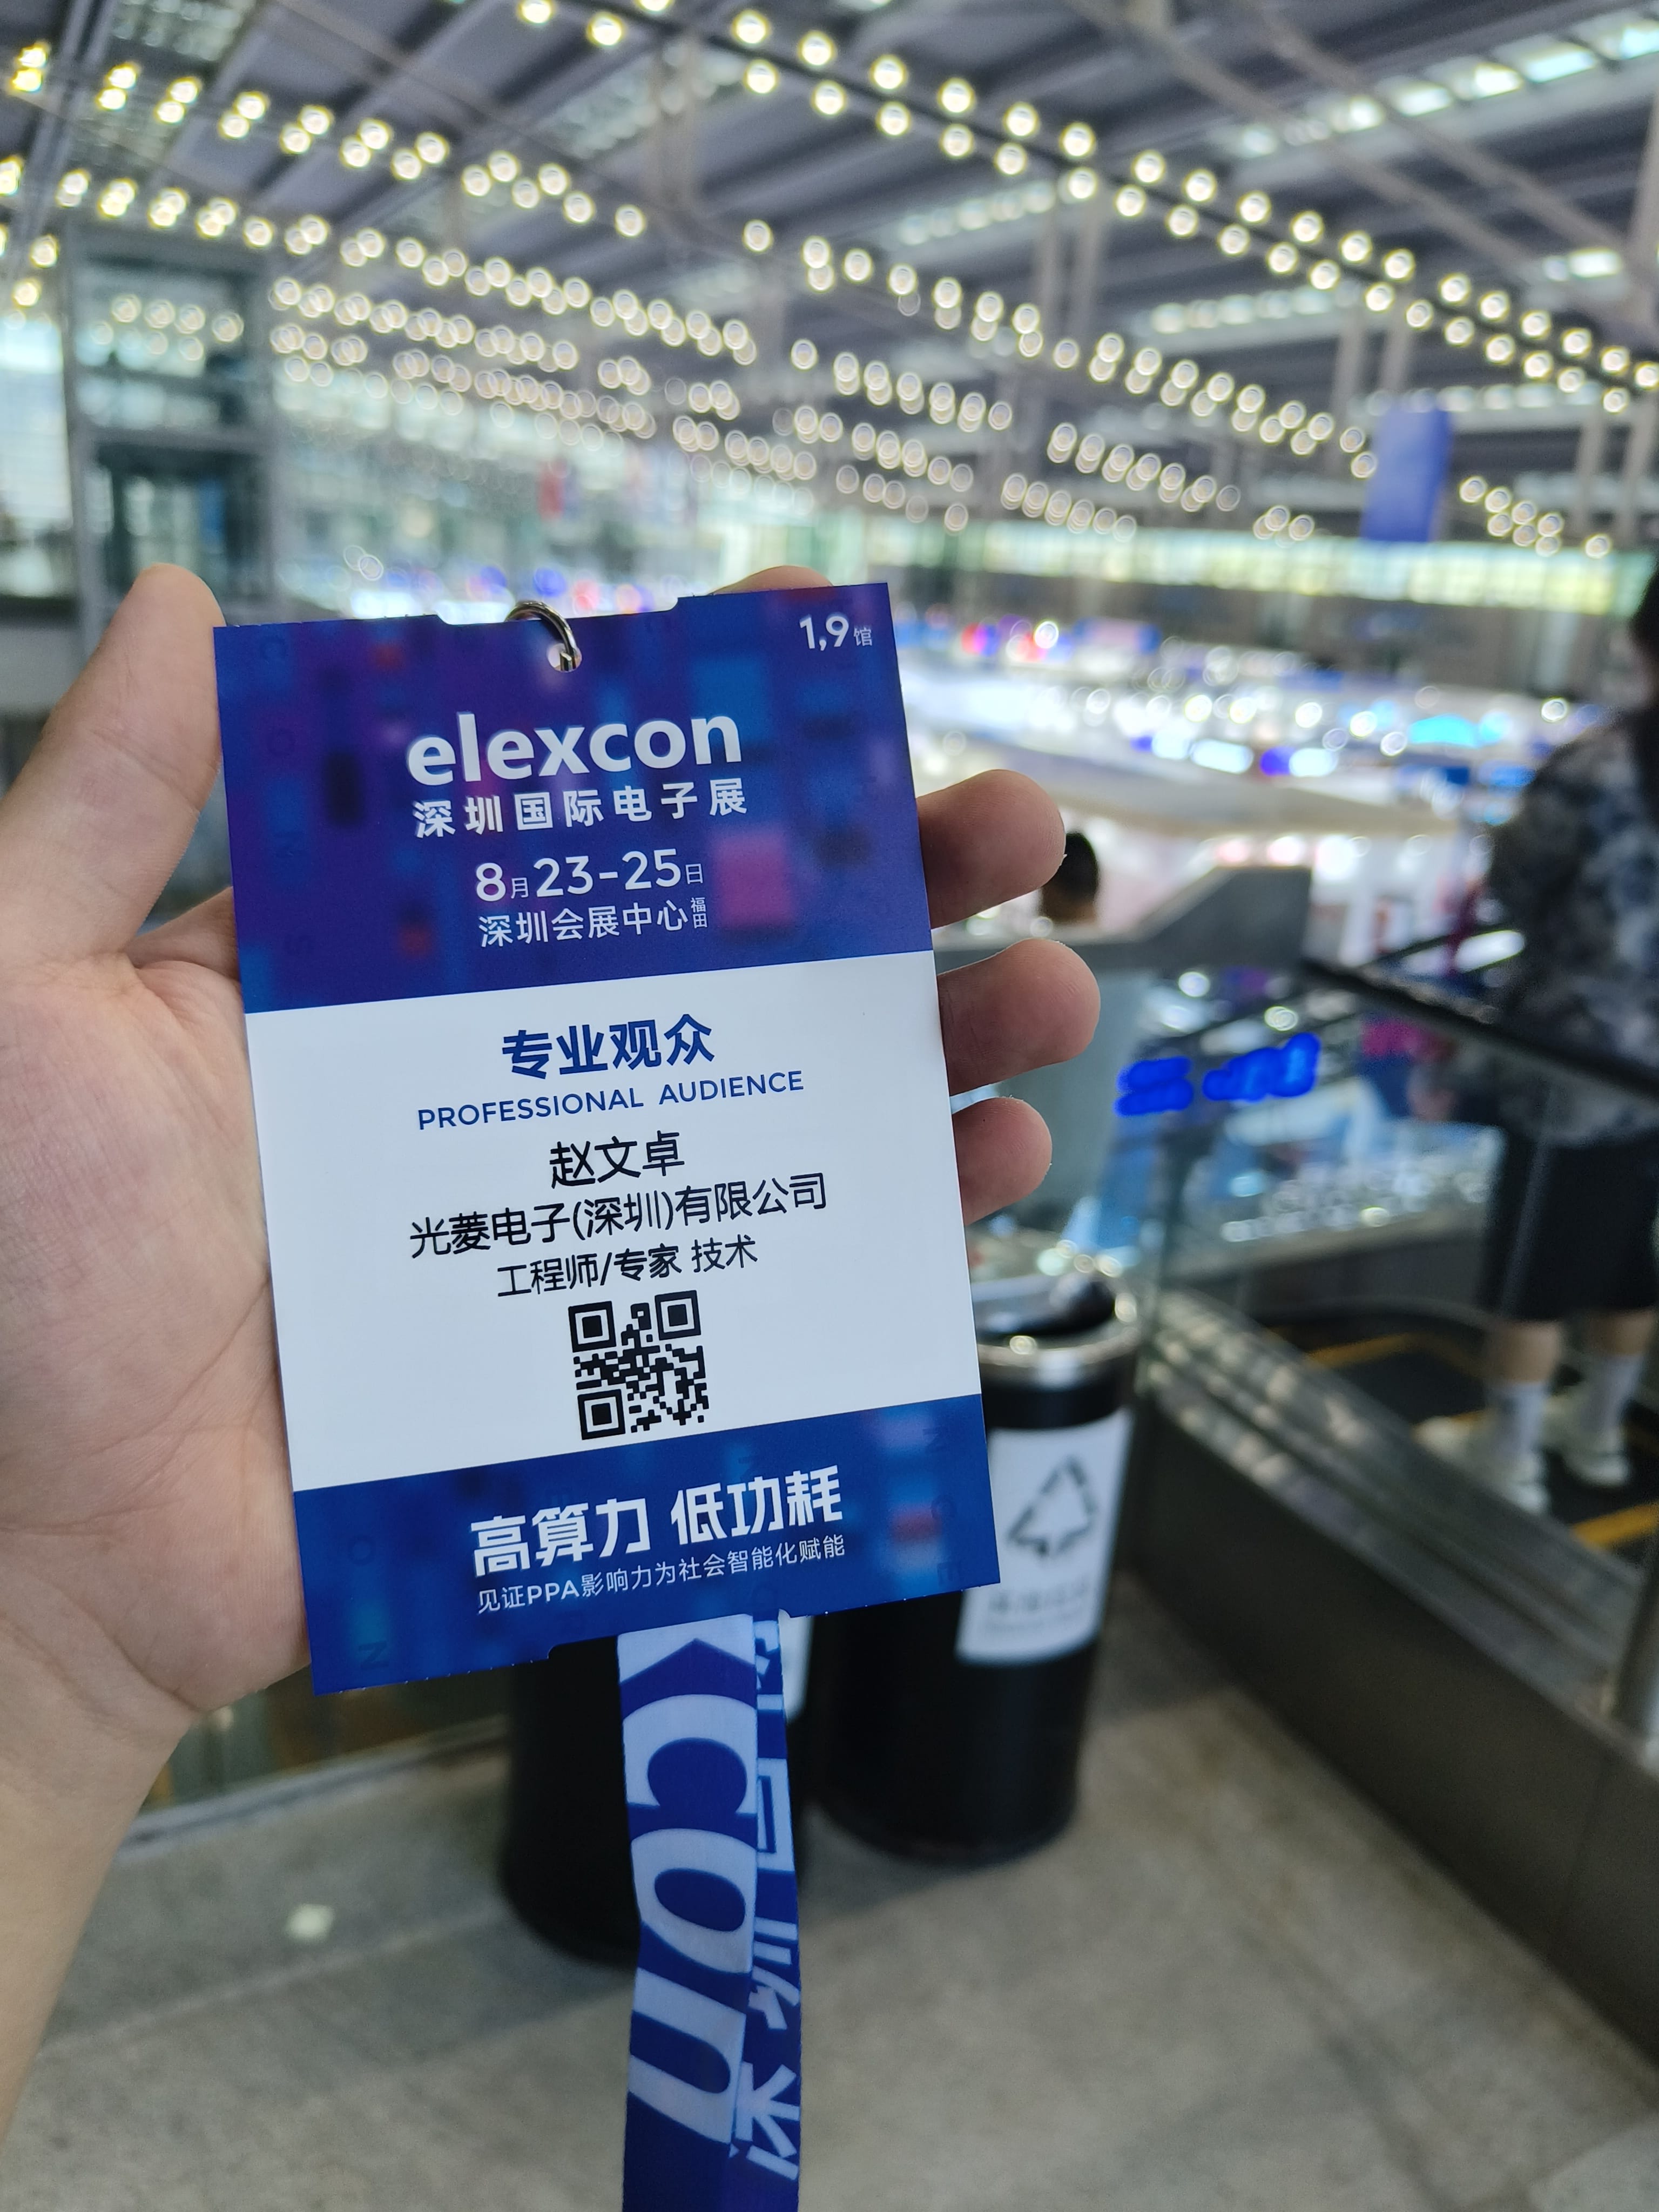 1,9馆
elexcon
深圳国际电子展
8月23-25日
深圳会展中心福田
专业观众
PROFESSIONAL AUDIENCE
赵文卓
光菱电子(深圳)有限公司
工程师/专家 技术
高算力 低功耗
见证PPA影响力为社会智能化赋能
xcon